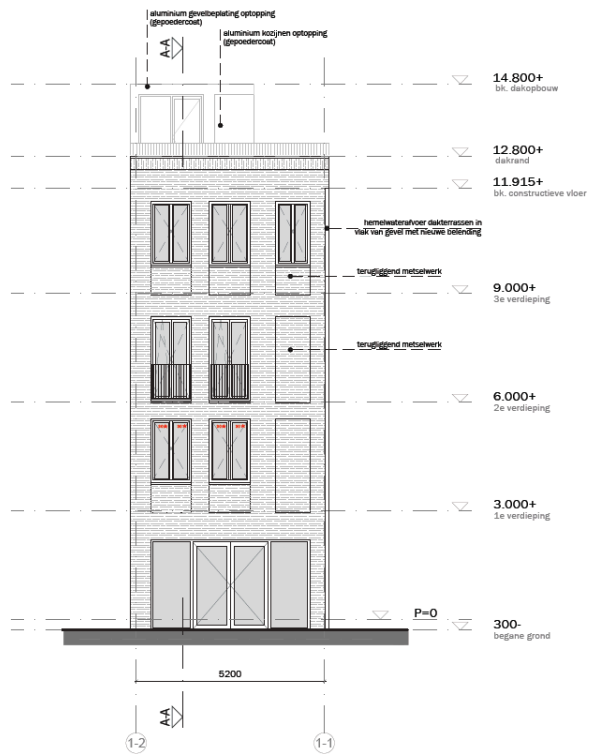 aluminium gevelbeplating optopping
(gepoedercoat)
A-A
aluminium kozijnen optopping
(gepoedercoat)
14.800+
bk. dakopbouw
12.800+
dakrand
11.915+
bk. constructieve vloer
hemelwaterafvoer dakterrassen in
vlak van gevel met nieuwe belending
terugliggend metselwerk
9.000+
3e verdieping
terugliggend metselwerk
6.000+
2e verdieping
3.000+
1e verdieping
P=0
300-
begane grond
5200
A-A
1-2
1-1